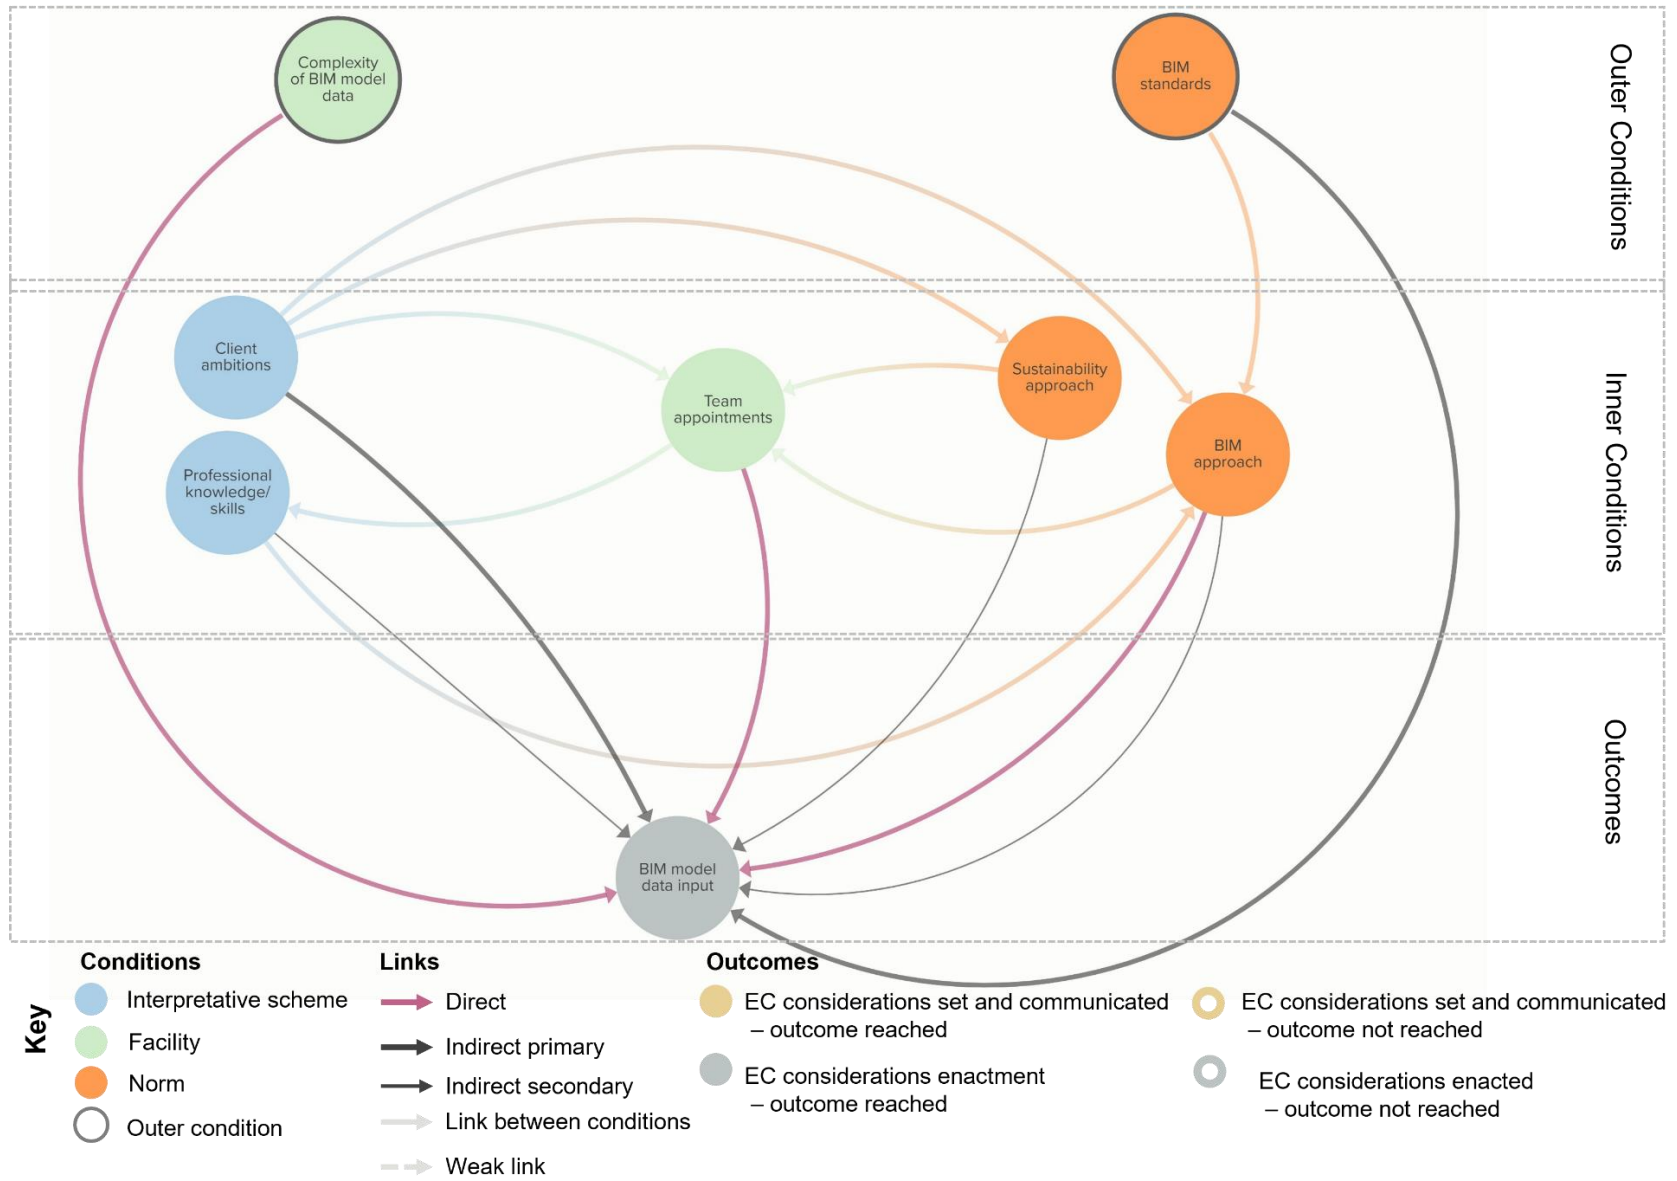 Complexity
of BIM model
data
BIM
standards
Outer Conditions
Client
ambitions
Professional
knowledge/
skills
Team
appointments
Sustainability
approach
BIM
approach
Inner Conditions
BIM model
data input
Outcomes
Key
Conditions
Interpretative scheme
Facility
Norm
Outer condition
Links
Direct
Indirect primary
Indirect secondary
Link between conditions
Weak link
Outcomes
EC considerations set and communicated
– outcome reached
EC considerations enactment
– outcome reached
EC considerations set and communicated
– outcome not reached
EC considerations enacted
– outcome not reached